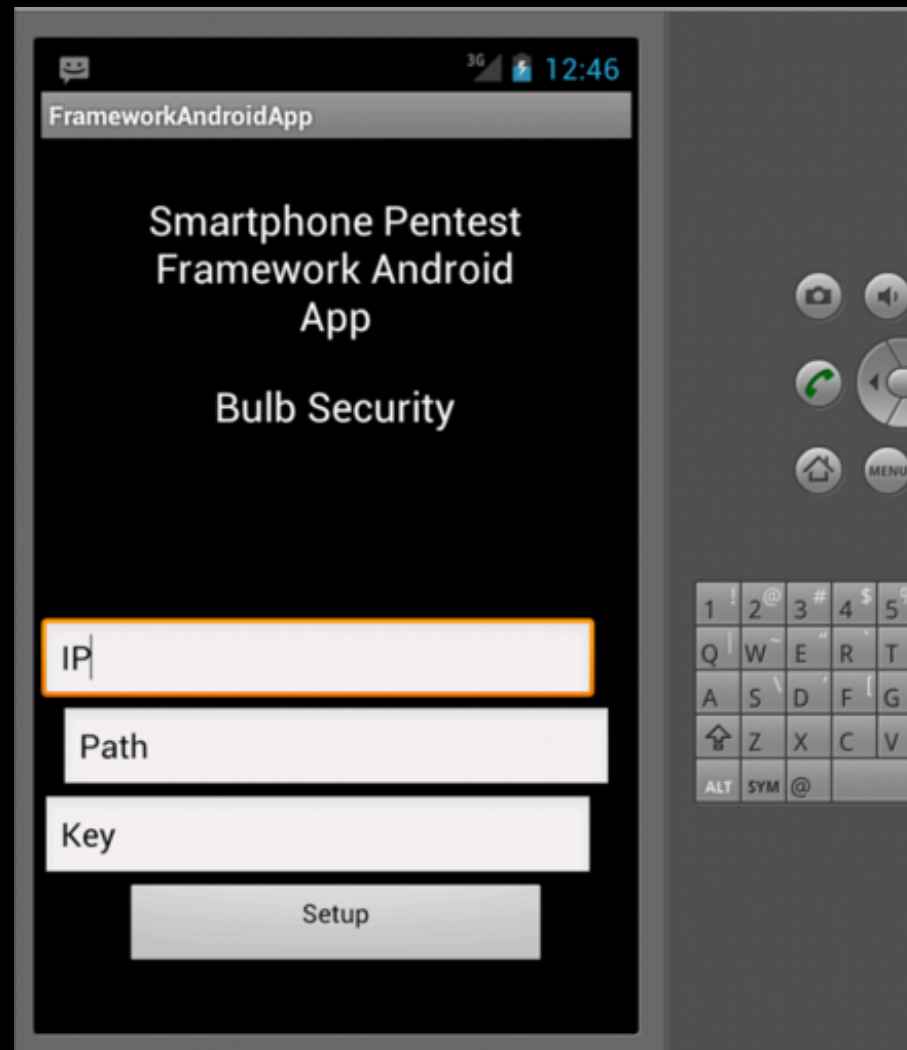 3G 12:46
FrameworkAndroidApp
Smartphone Pentest
Framework Android
App
Bulb Security
IP
Path
Key
Setup
MENU
1 ! 2 @ 3 # 4 $ 5
Q | W ~ E " R ` T
A S \ D ' F [ G
Z X C V
ALT SYM @